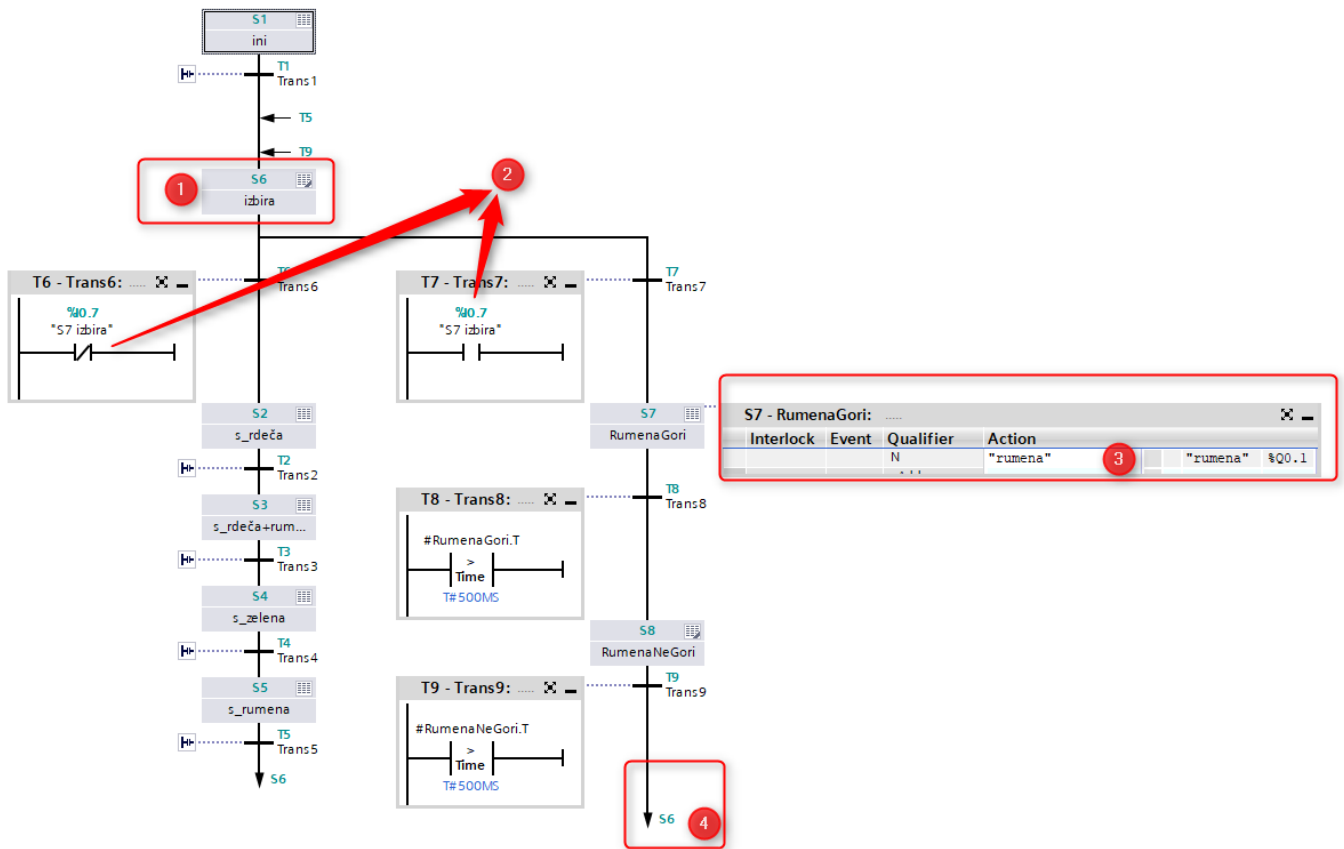 S1
ini
T1
Trans1
T5
T9
1
S6
izbira
2
T6 - Trans6: .....
%I0.7
"S7 izbira"
Trans6
T7 - Trans7: .....
%I0.7
"S7 izbira"
T7
Trans7
S2
s_rdeča
T2
Trans2
S3
s_rdeča+rum...
T3
Trans3
S4
s_zelena
T4
Trans4
S5
s_rumena
T5
Trans5
S6
S7
RumenaGori
S7 - RumenaGori: .....
Interlock Event Qualifier Action
N "rumena" 3 "rumena" %Q0.1
T8 - Trans8: .....
#RumenaGori.T
>
Time
T#500MS
T8
Trans8
S8
RumenaNeGori
T9 - Trans9: .....
#RumenaNeGori.T
>
Time
T#500MS
T9
Trans9
S6 4